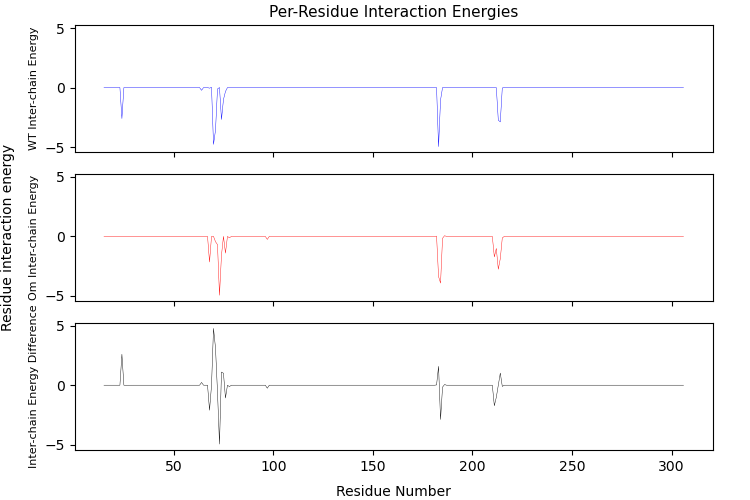 Per-Residue Interaction Energies
Residue interaction energy
WT Inter-chain Energy
5
0
−5
Om Inter-chain Energy
5
0
−5
Inter-chain Energy Difference
5
0
−5
50 100 150 200 250 300
Residue Number